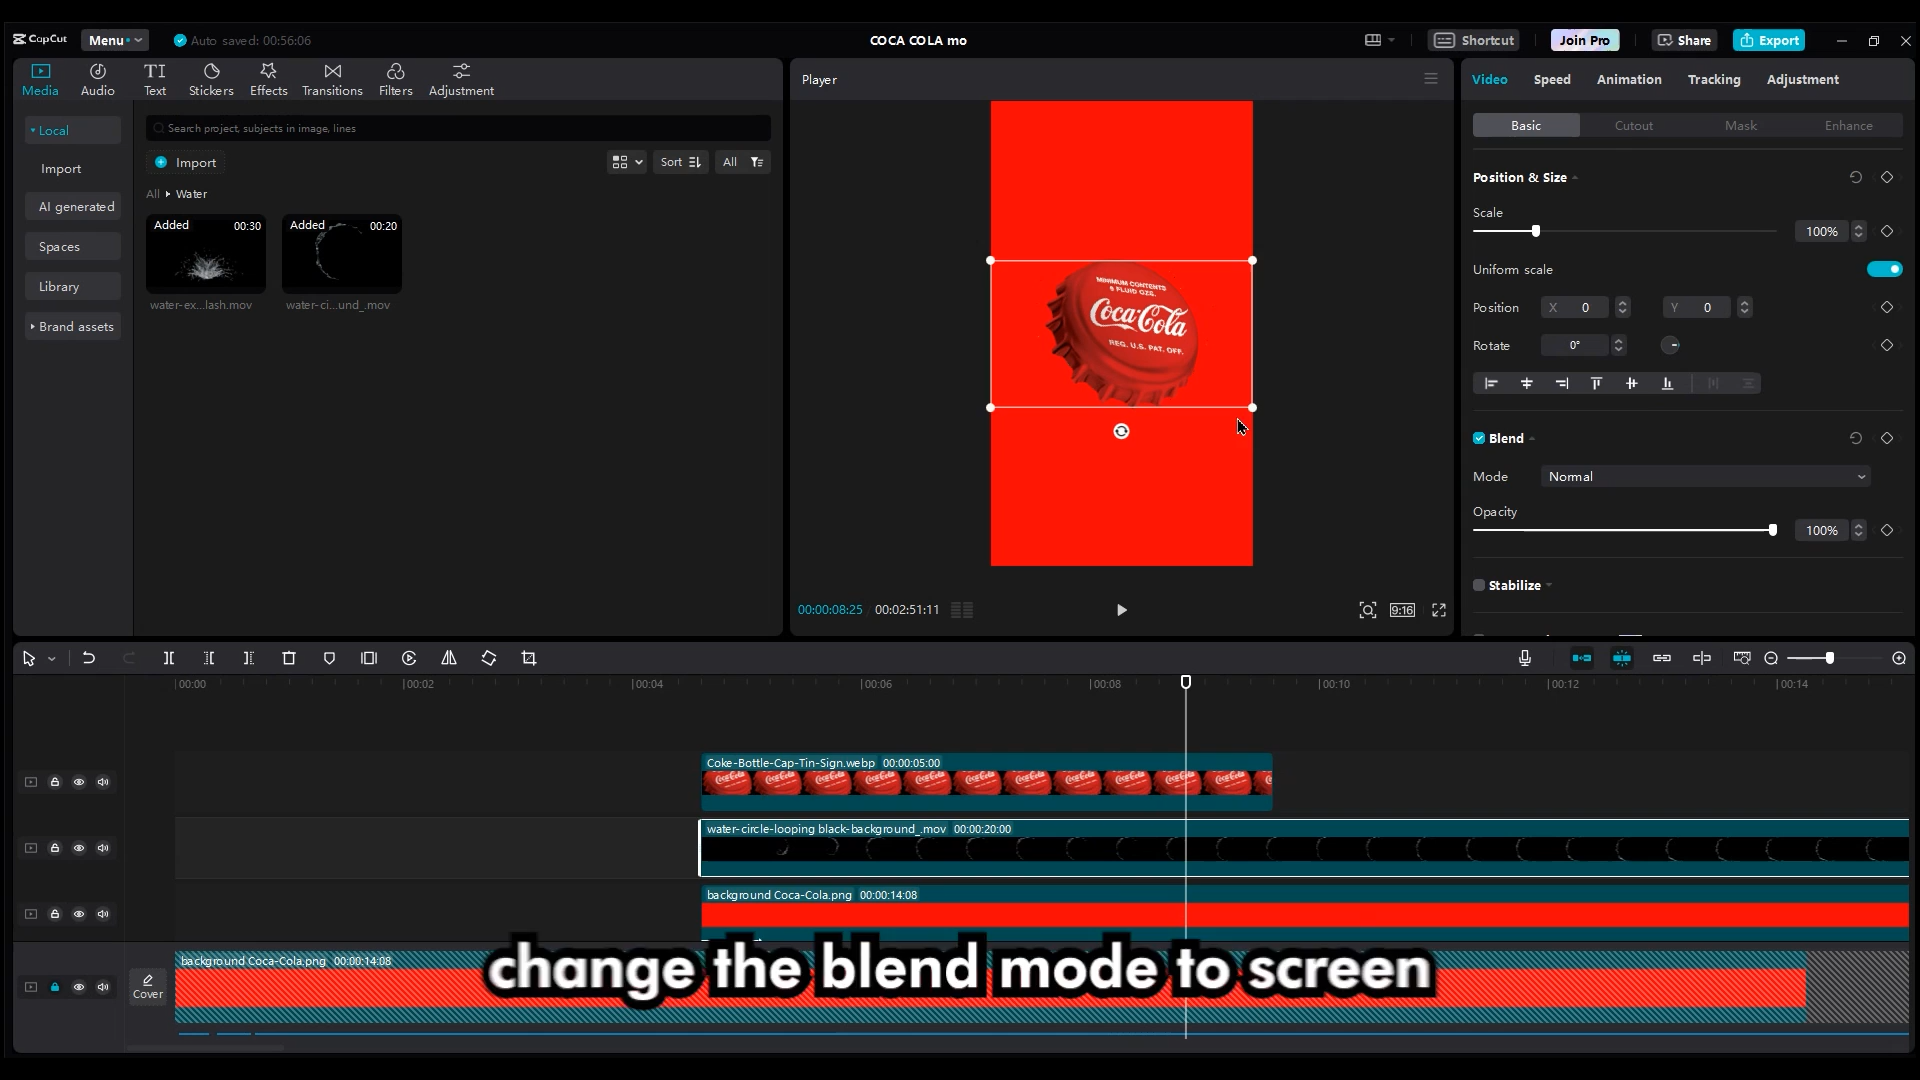 CapCut
Menu
Auto saved: 00:56:06
COCA COLA mo
Shortcut
Join Pro
Share
Export
Media
Audio
Text
Stickers
Effects
Transitions
Filters
Adjustment
Local
Import
AI generated
Spaces
Library
Brand assets
Search project, subjects in image, lines
Import
Sort
All
All Water
Added 00:30
Added 00:20
water-ex...lash.mov
water-ci...und_.mov
Player
MINIMUM CONTENTS
Coca-Cola
REG. U.S. PAT. OFF.
00:00:08:25 00:02:51:11
9:16
Video
Speed
Animation
Tracking
Adjustment
Basic
Cutout
Mask
Enhance
Position & Size
Scale
100%
Uniform scale
Position X 0 Y 0
Rotate 0°
Blend
Mode Normal
Opacity
100%
Stabilize
00:00 00:02 00:04 00:06 00:08 00:10 00:12 00:14
Coke-Bottle-Cap-Tin-Sign.webp 00:00:05:00
water-circle-looping black-background_.mov 00:00:20:00
background Coca-Cola.png 00:00:14:08
Cover
background Coca-Cola.png 00:00:14:08
change the blend mode to screen